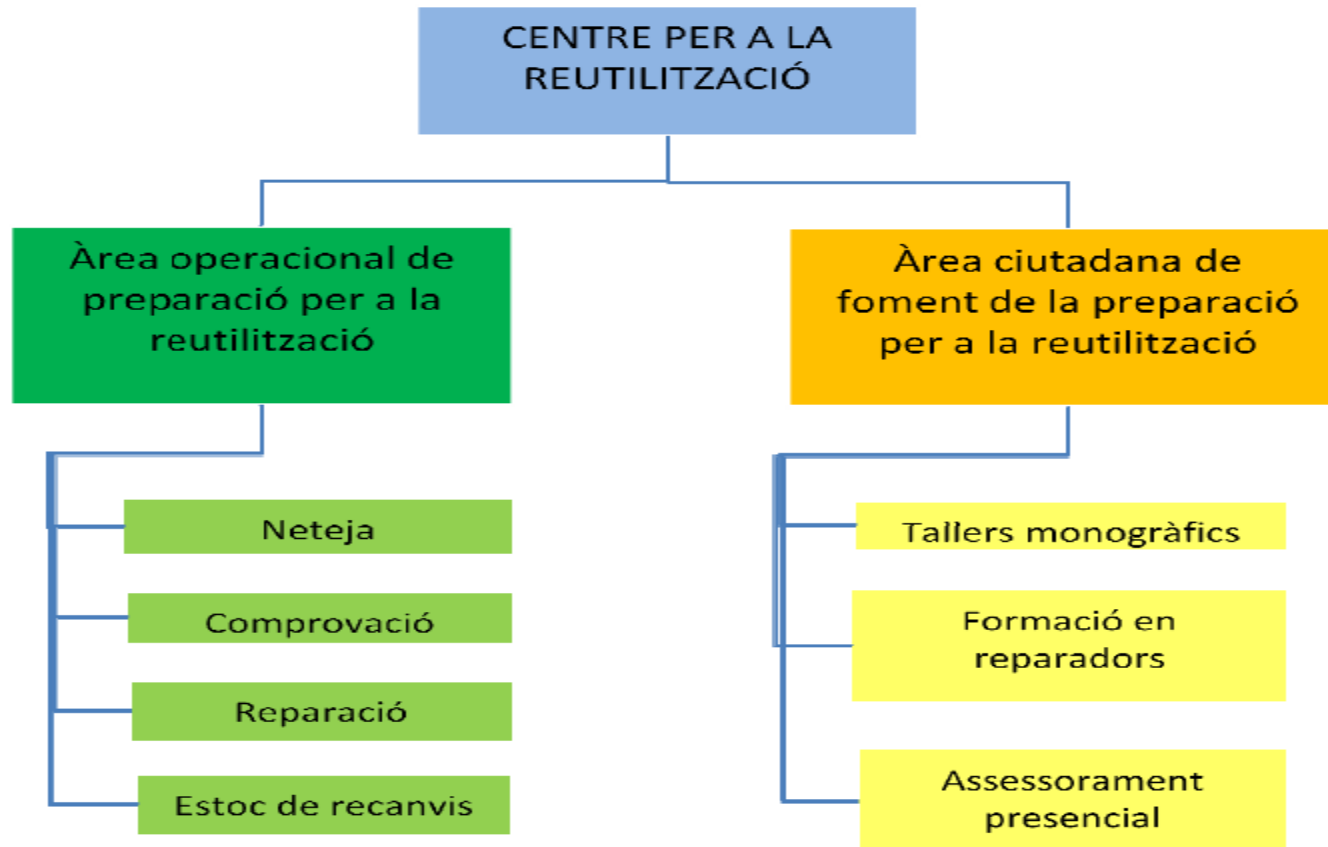 CENTRE PER A LA
REUTILITZACIÓ
Àrea operacional de
preparació per a la
reutilització
Neteja
Comprovació
Reparació
Estoc de recanvis
Àrea ciutadana de
foment de la preparació
per a la reutilització
Tallers monogràfics
Formació en
reparadors
Assessorament
presencial